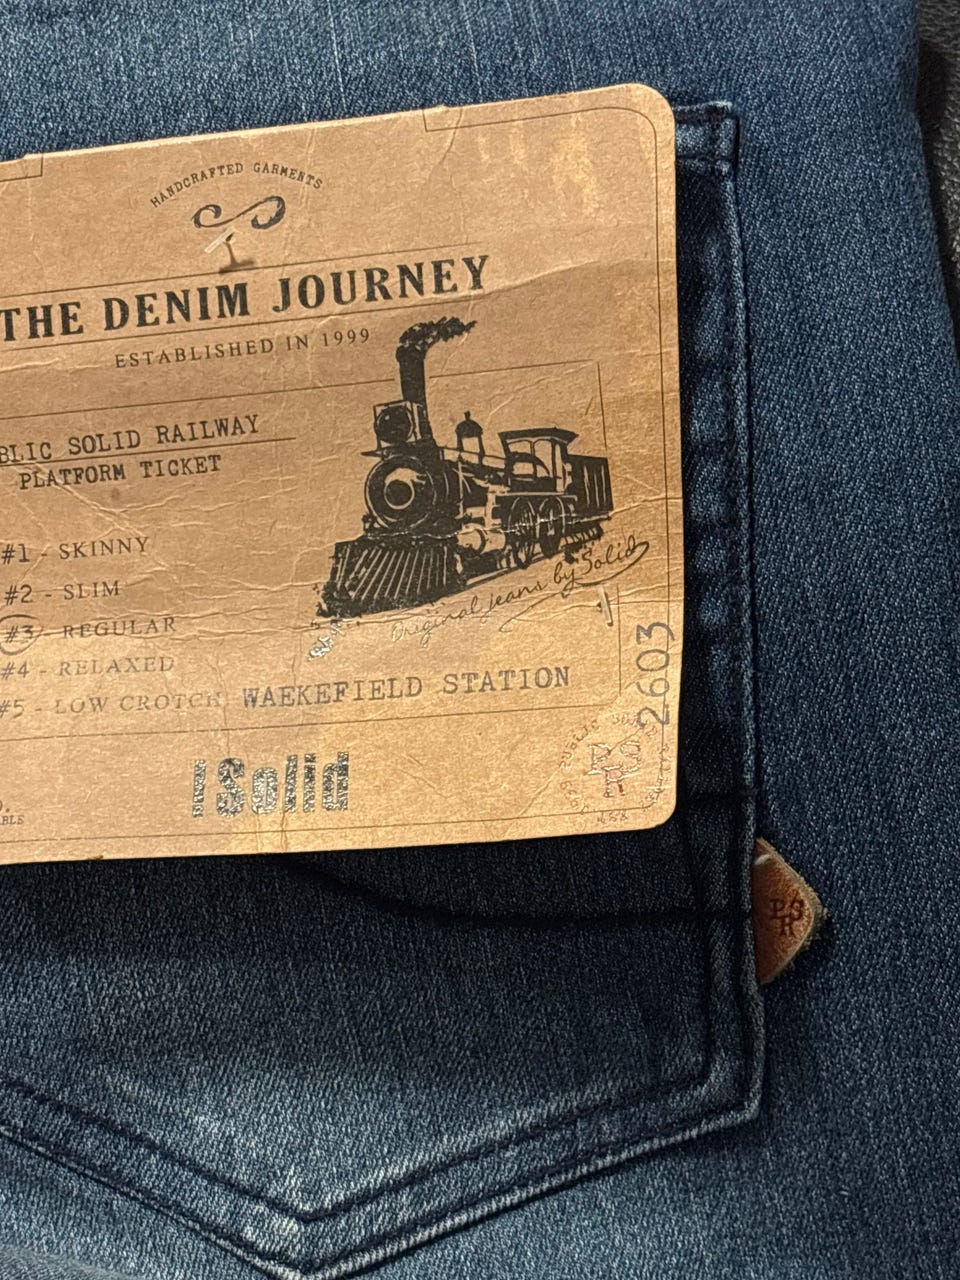 HANDCRAFTED GARMENTS
THE DENIM JOURNEY
ESTABLISHED IN 1999
BLIC SOLID RAILWAY
PLATFORM TICKET
#1 - SKINNY
#2 - SLIM
#3 - REGULAR
#4 - RELAXED
#5 - LOW CROTCH
Original jeans by Solid
WAEKEFIELD STATION
2603
!Solid
PSR